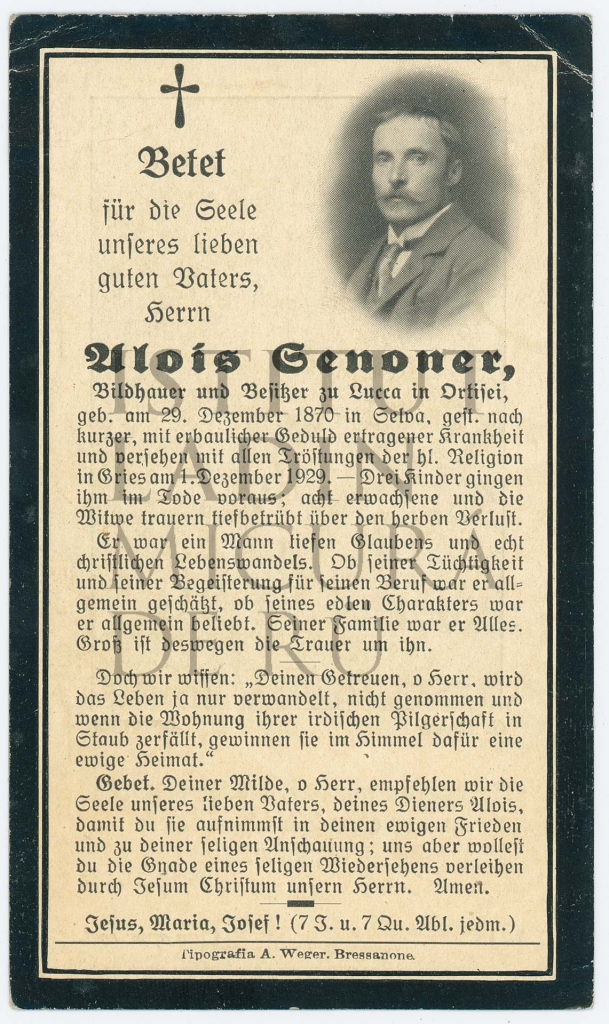 Betet
für die Seele
unseres lieben
guten Vaters,
Herrn
Alois Senoner,
Bildhauer und Besitzer zu Lucca in Ortisei,
geb. am 29. Dezember 1870 in Selva, gest. nach
kurzer, mit erbaulicher Geduld ertragener Krankheit
und versehen mit allen Tröstungen der hl. Religion
in Gries am 1. Dezember 1929. — Drei Kinder gingen
ihm im Tode voraus; acht erwachsene und die
Witwe trauern tiefbetrübt über den herben Verlust.
Er war ein Mann tiefen Glaubens und echt
christlichen Lebenswandels. Ob seiner Tüchtigkeit
und seiner Begeisterung für seinen Beruf war er all-
gemein geschätzt, ob seines edlen Charakters war
er allgemein beliebt. Seiner Familie war er Alles.
Groß ist deswegen die Trauer um ihn.
Doch wir wissen: „Deinen Getreuen, o Herr, wird
das Leben ja nur verwandelt, nicht genommen und
wenn die Wohnung ihrer irdischen Pilgerschaft in
Staub zerfällt, gewinnen sie im Himmel dafür eine
ewige Heimat.“
Gebet. Deiner Milde, o Herr, empfehlen wir die
Seele unseres lieben Vaters, deines Dieners Alois,
damit du sie aufnimmst in deinen ewigen Frieden
und zu deiner seligen Anschauung; uns aber wollest
du die Gnade eines seligen Wiedersehens verleihen
durch Jesum Christum unsern Herrn. Amen.
Jesus, Maria, Josef! (7 J. u. 7 Qu. Abl. jedm.)
Tipografia A. Weger. Bressanone.
ISTITUT
LADIN
MICURÁ
DE RÜ